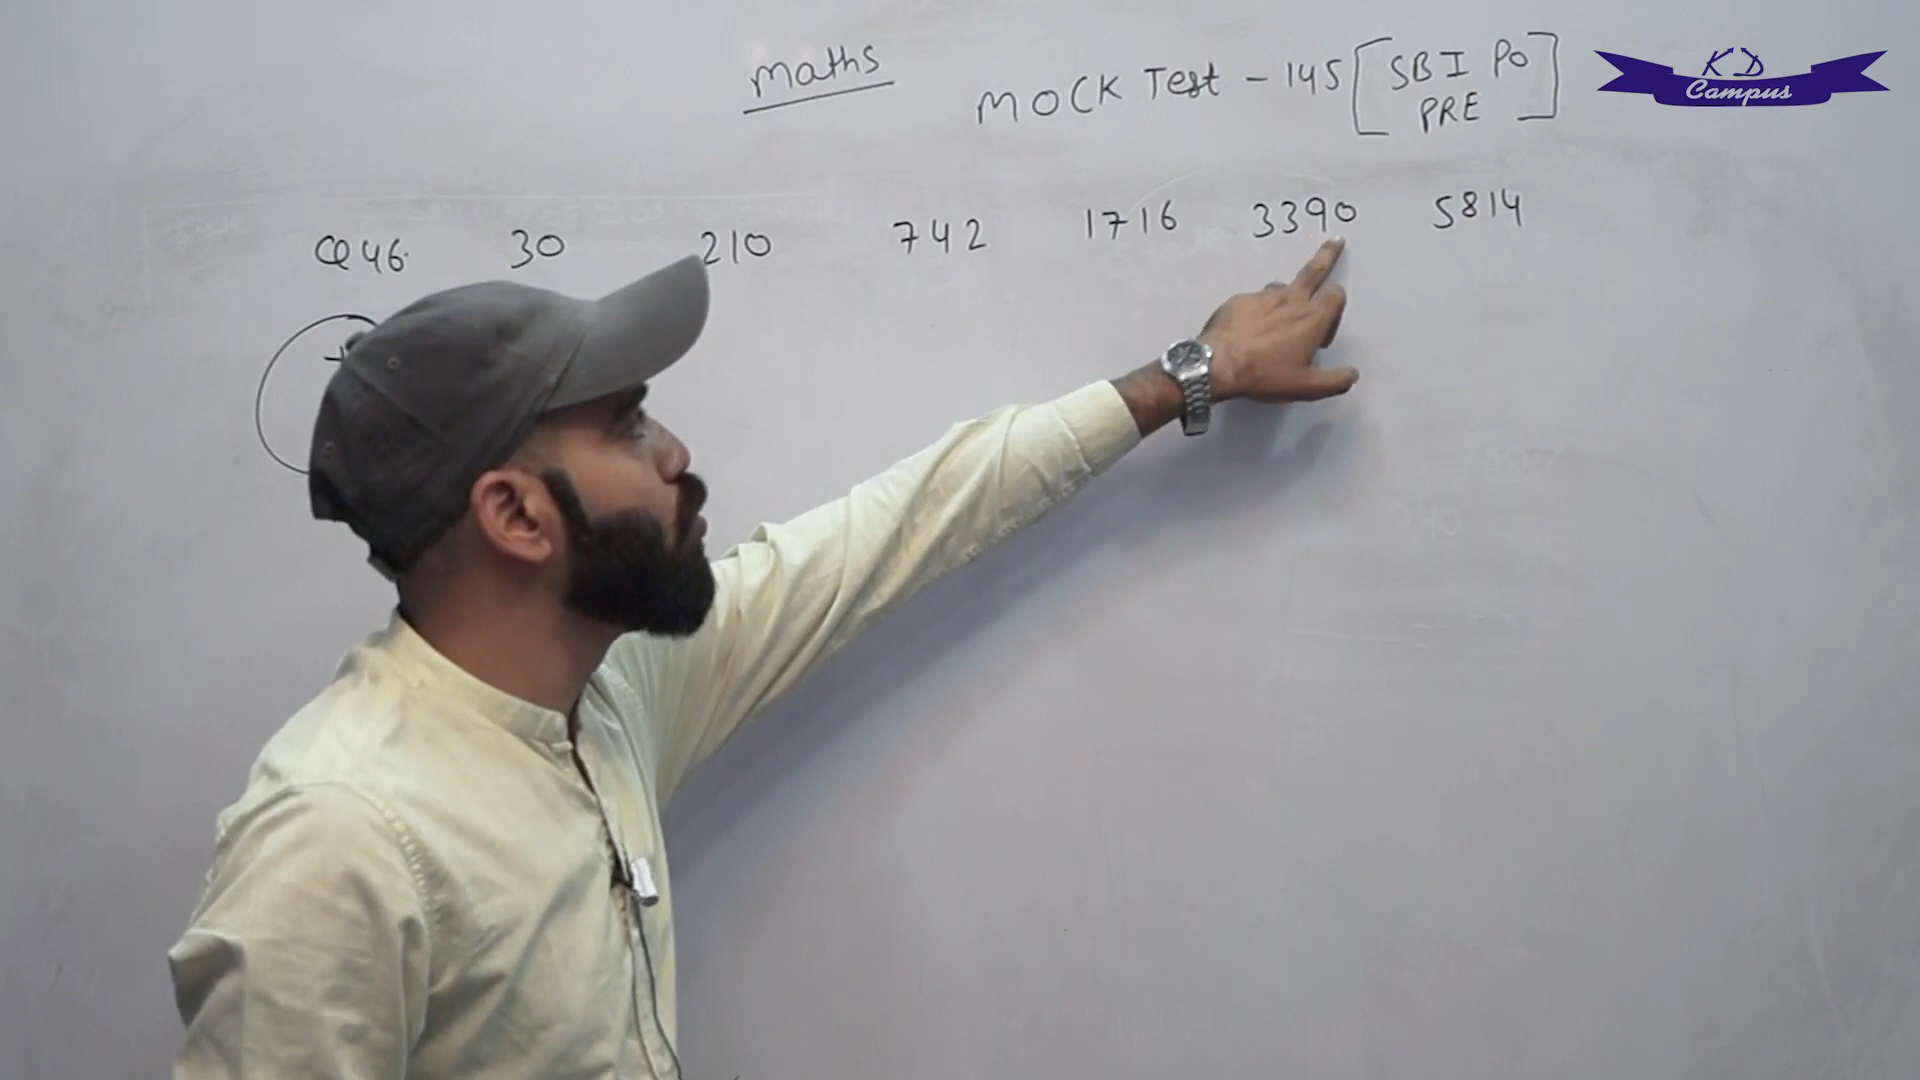 Maths
MOCK Test - 145 [SBI PO
PRE]
KD
Campus
Q46. 30 210 742 1716 3390 5814